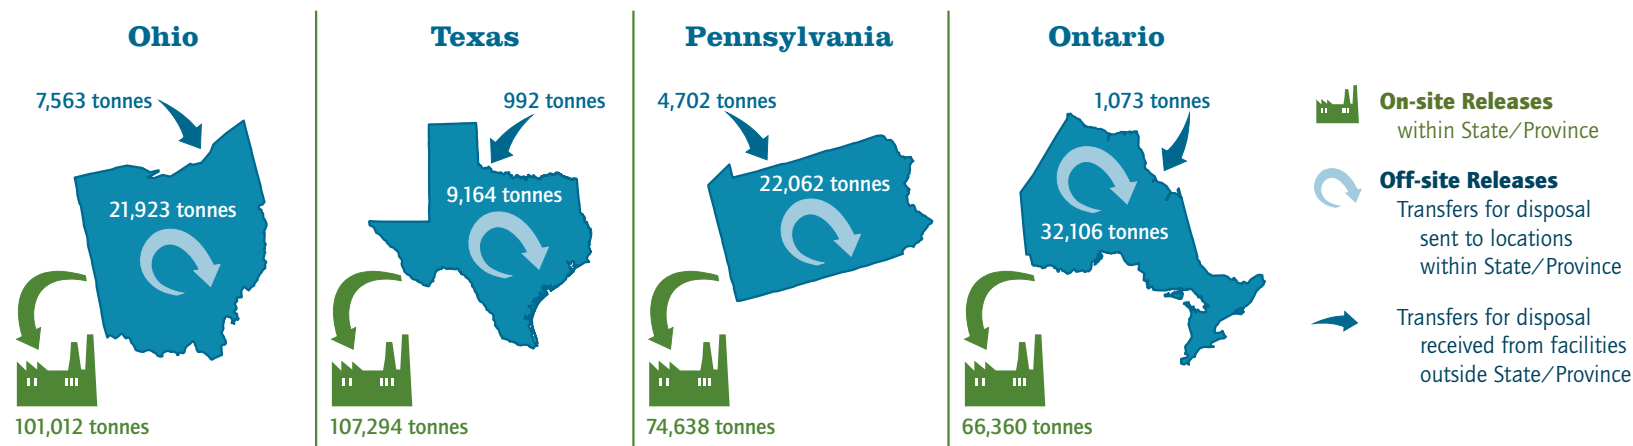 Ohio
7,563 tonnes
21,923 tonnes
101,012 tonnes
Texas
992 tonnes
9,164 tonnes
107,294 tonnes
Pennsylvania
4,702 tonnes
22,062 tonnes
74,638 tonnes
Ontario
1,073 tonnes
32,106 tonnes
66,360 tonnes
On-site Releases
within State/Province
Off-site Releases
Transfers for disposal
sent to locations
within State/Province
Transfers for disposal
received from facilities
outside State/Province